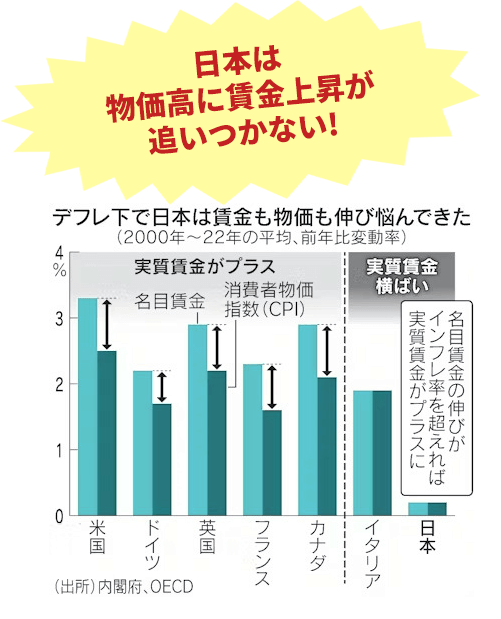 日本は
物価高に賃金上昇が
追いつかない!
デフレ下で日本は賃金も物価も伸び悩んできた
(2000年~22年の平均、前年比変動率)
4
%
3
2
1
0
実質賃金がプラス
名目賃金
消費者物価
指数(CPI)
実質賃金
横ばい
名目賃金の伸びが
インフレ率を超えれば
実質賃金がプラスに
米国
ドイツ
英国
フランス
カナダ
イタリア
日本
(出所)内閣府、OECD